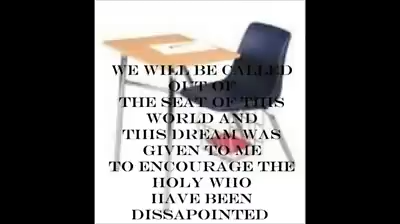 WE WILL BE CALLED
OUT OF
THE SEAT OF THIS
WORLD AND
THIS DREAM WAS
GIVEN TO ME
TO ENCOURAGE THE
HOLY WHO
HAVE BEEN
DISSAPOINTED